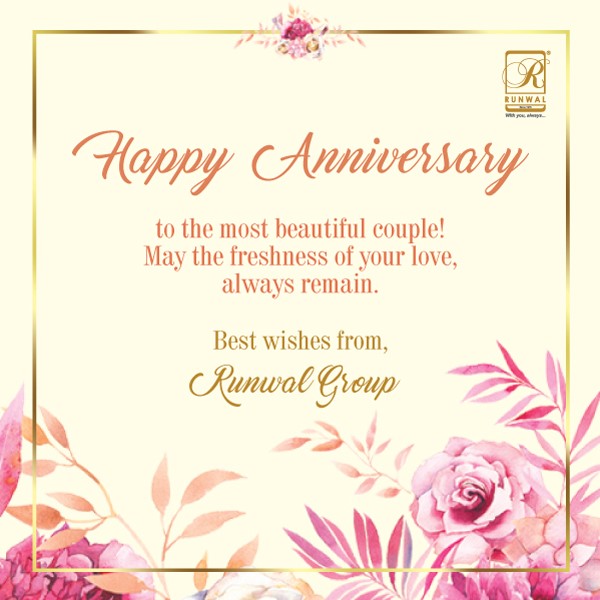 R
RUNWAL
With you, always...
Happy Anniversary
to the most beautiful couple!
May the freshness of your love,
always remain.
Best wishes from,
Runwal Group